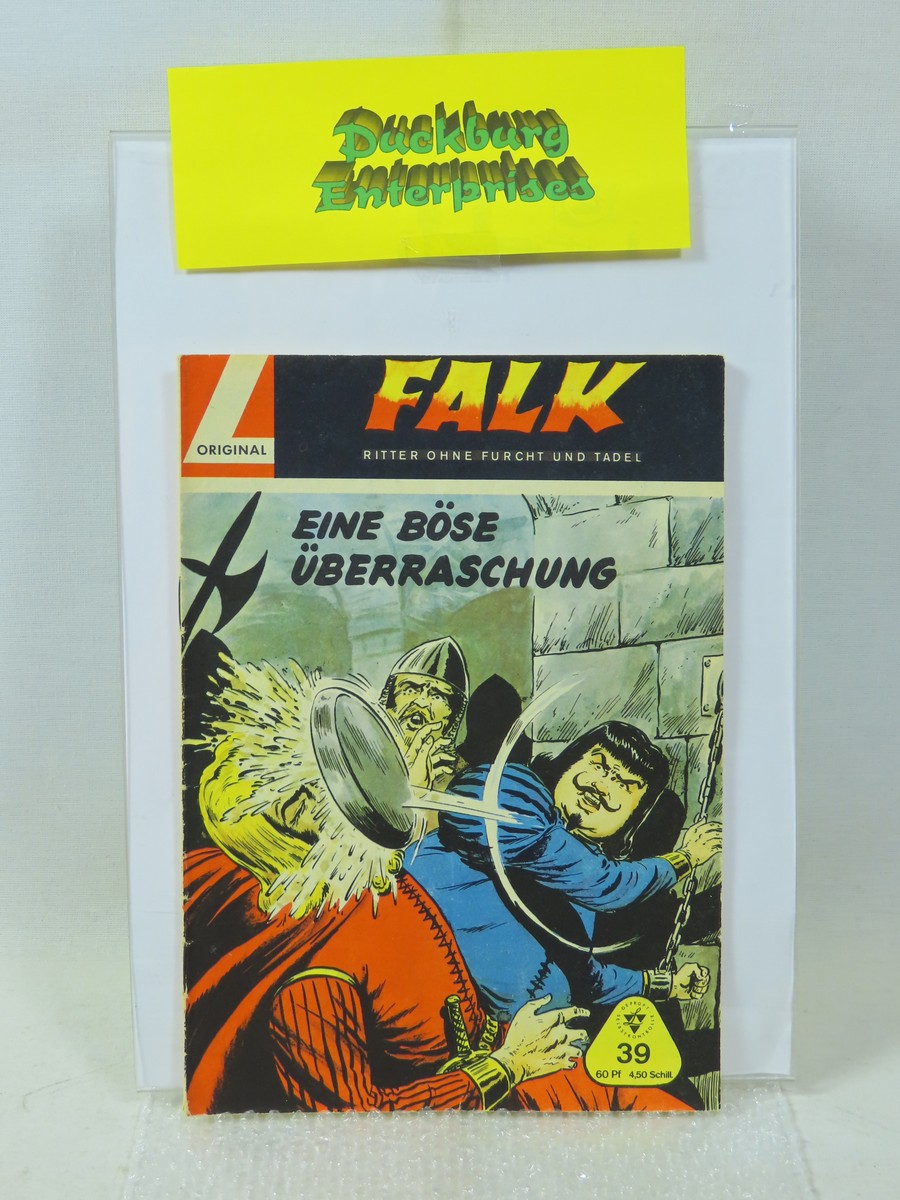 Duckburg
Enterprises
L
ORIGINAL
FALK
RITTER OHNE FURCHT UND TADEL
EINE BÖSE
ÜBERRASCHUNG
39
60 Pf 4,50 Schill.